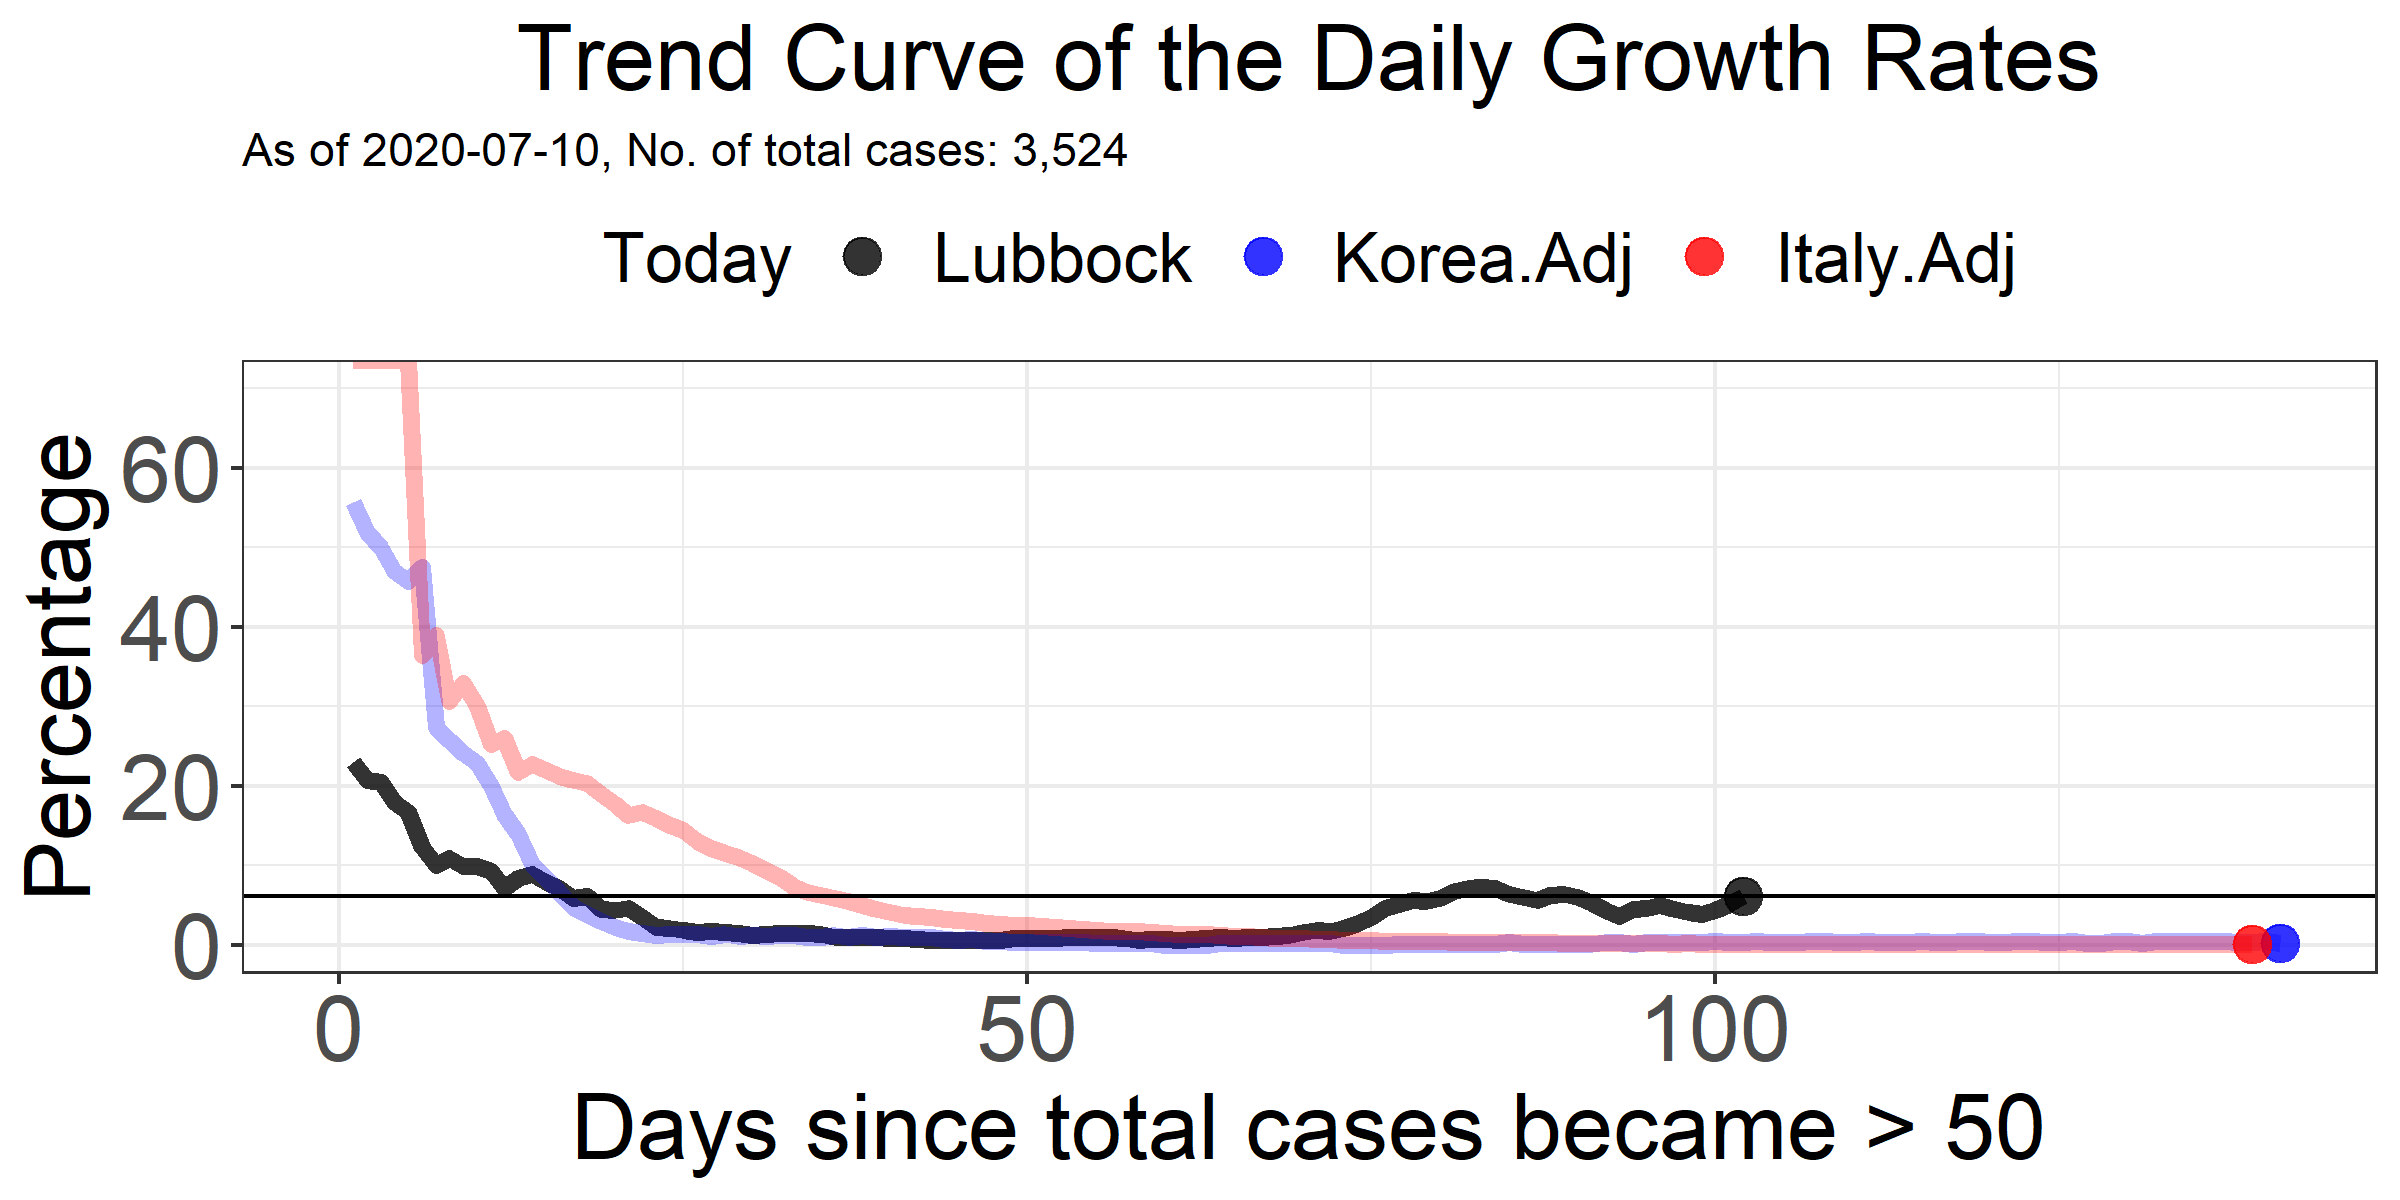 Trend Curve of the Daily Growth Rates
As of 2020-07-10, No. of total cases: 3,524
Today Lubbock Korea.Adj Italy.Adj
Percentage
60
40
20
0
0 50 100
Days since total cases became > 50